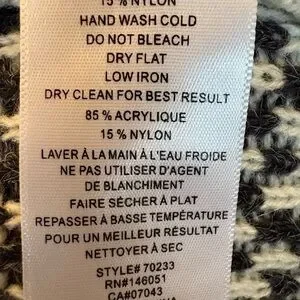 15% NYLON
HAND WASH COLD
DO NOT BLEACH
DRY FLAT
LOW IRON
DRY CLEAN FOR BEST RESULT
85% ACRYLIQUE
15% NYLON
LAVER À LA MAIN À L'EAU FROIDE
NE PAS UTILISER D'AGENT
DE BLANCHIMENT
FAIRE SÉCHER À PLAT
REPASSER À BASSE TEMPÉRATURE
POUR UN MEILLEUR RÉSULTAT
NETTOYER À SEC
STYLE# 70233
RN#146051
CA#07043